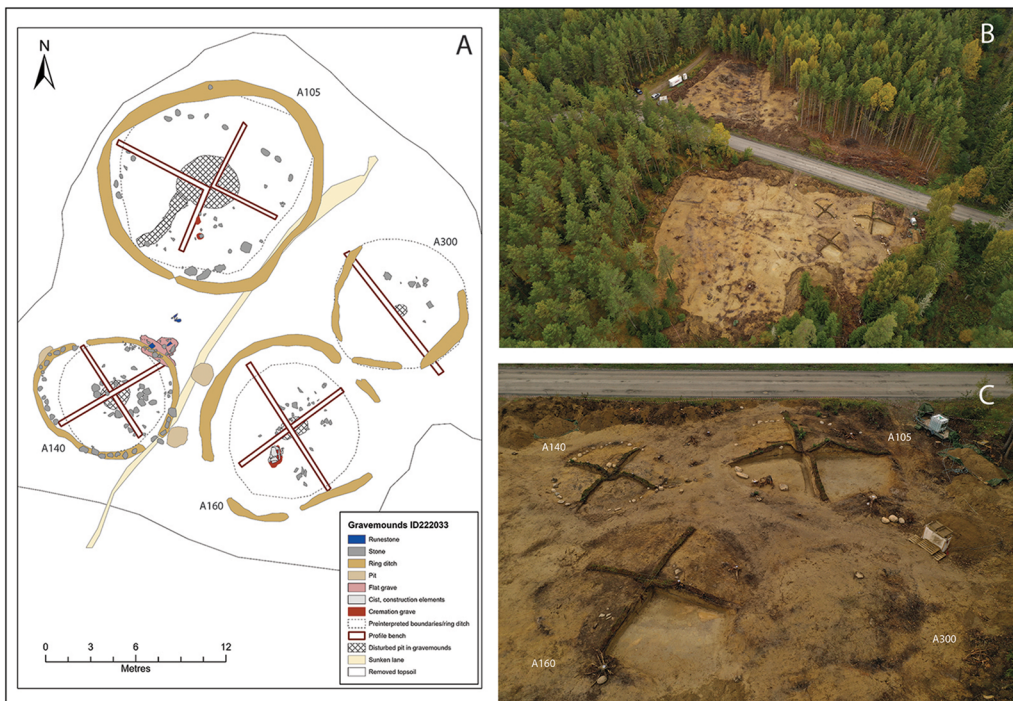 A
N
A105
A300
A140
A160
Gravemounds ID222033
Runestone
Stone
Ring ditch
Pit
Flat grave
Cist, construction elements
Cremation grave
Preinterpreted boundaries/ring ditch
Profile bench
Disturbed pit in gravemounds
Sunken lane
Removed topsoil
0 3 6 12
Metres
B
C
A140
A105
A160
A300